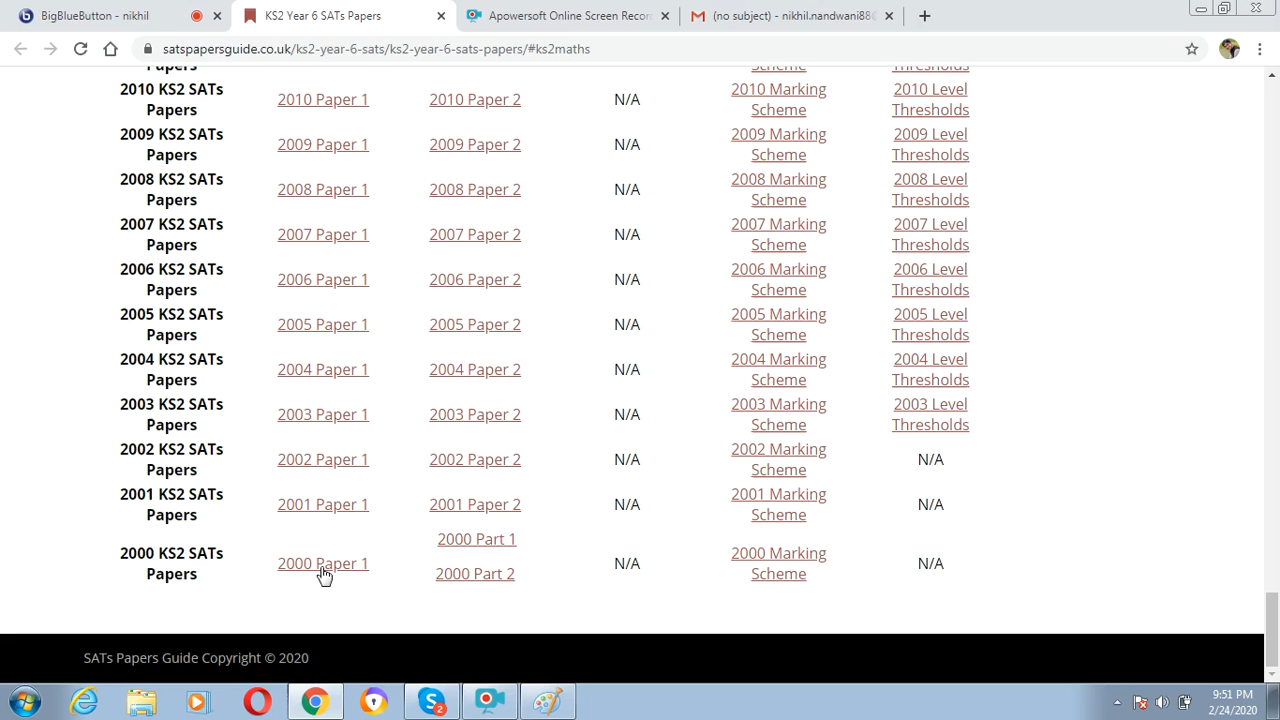 BigBlueButton - nikhil
KS2 Year 6 SATs Papers
Apowersoft Online Screen Recor
(no subject) - nikhil.nandwani88@
satspapersguide.co.uk/ks2-year-6-sats/ks2-year-6-sats-papers/#ks2maths
Papers Scheme Thresholds
2010 KS2 SATs Papers 2010 Paper 1 2010 Paper 2 N/A 2010 Marking Scheme 2010 Level Thresholds
2009 KS2 SATs Papers 2009 Paper 1 2009 Paper 2 N/A 2009 Marking Scheme 2009 Level Thresholds
2008 KS2 SATs Papers 2008 Paper 1 2008 Paper 2 N/A 2008 Marking Scheme 2008 Level Thresholds
2007 KS2 SATs Papers 2007 Paper 1 2007 Paper 2 N/A 2007 Marking Scheme 2007 Level Thresholds
2006 KS2 SATs Papers 2006 Paper 1 2006 Paper 2 N/A 2006 Marking Scheme 2006 Level Thresholds
2005 KS2 SATs Papers 2005 Paper 1 2005 Paper 2 N/A 2005 Marking Scheme 2005 Level Thresholds
2004 KS2 SATs Papers 2004 Paper 1 2004 Paper 2 N/A 2004 Marking Scheme 2004 Level Thresholds
2003 KS2 SATs Papers 2003 Paper 1 2003 Paper 2 N/A 2003 Marking Scheme 2003 Level Thresholds
2002 KS2 SATs Papers 2002 Paper 1 2002 Paper 2 N/A 2002 Marking Scheme N/A
2001 KS2 SATs Papers 2001 Paper 1 2001 Paper 2 N/A 2001 Marking Scheme N/A
2000 KS2 SATs Papers 2000 Paper 1 2000 Part 1 2000 Part 2 N/A 2000 Marking Scheme N/A
SATs Papers Guide Copyright © 2020
2
9:51 PM
2/24/2020